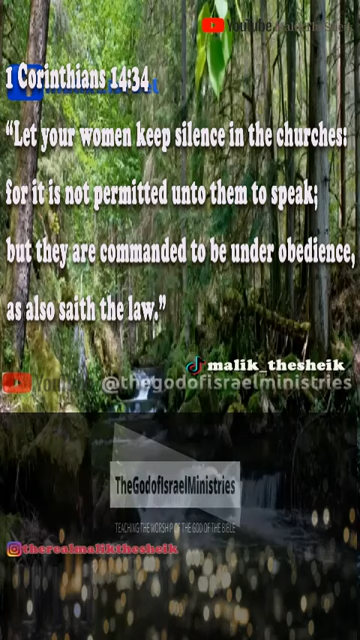 YouTube
1 Corinthians 14:34
“Let your women keep silence in the churches:
for it is not permitted unto them to speak;
but they are commanded to be under obedience,
as also saith the law.”
malik_thesheik
@thegodofisraelministries
TheGodofIsraelMinistries
TEACHING THE WORSHIP OF THE GOD OF THE BIBLE
therealmalikthesheik